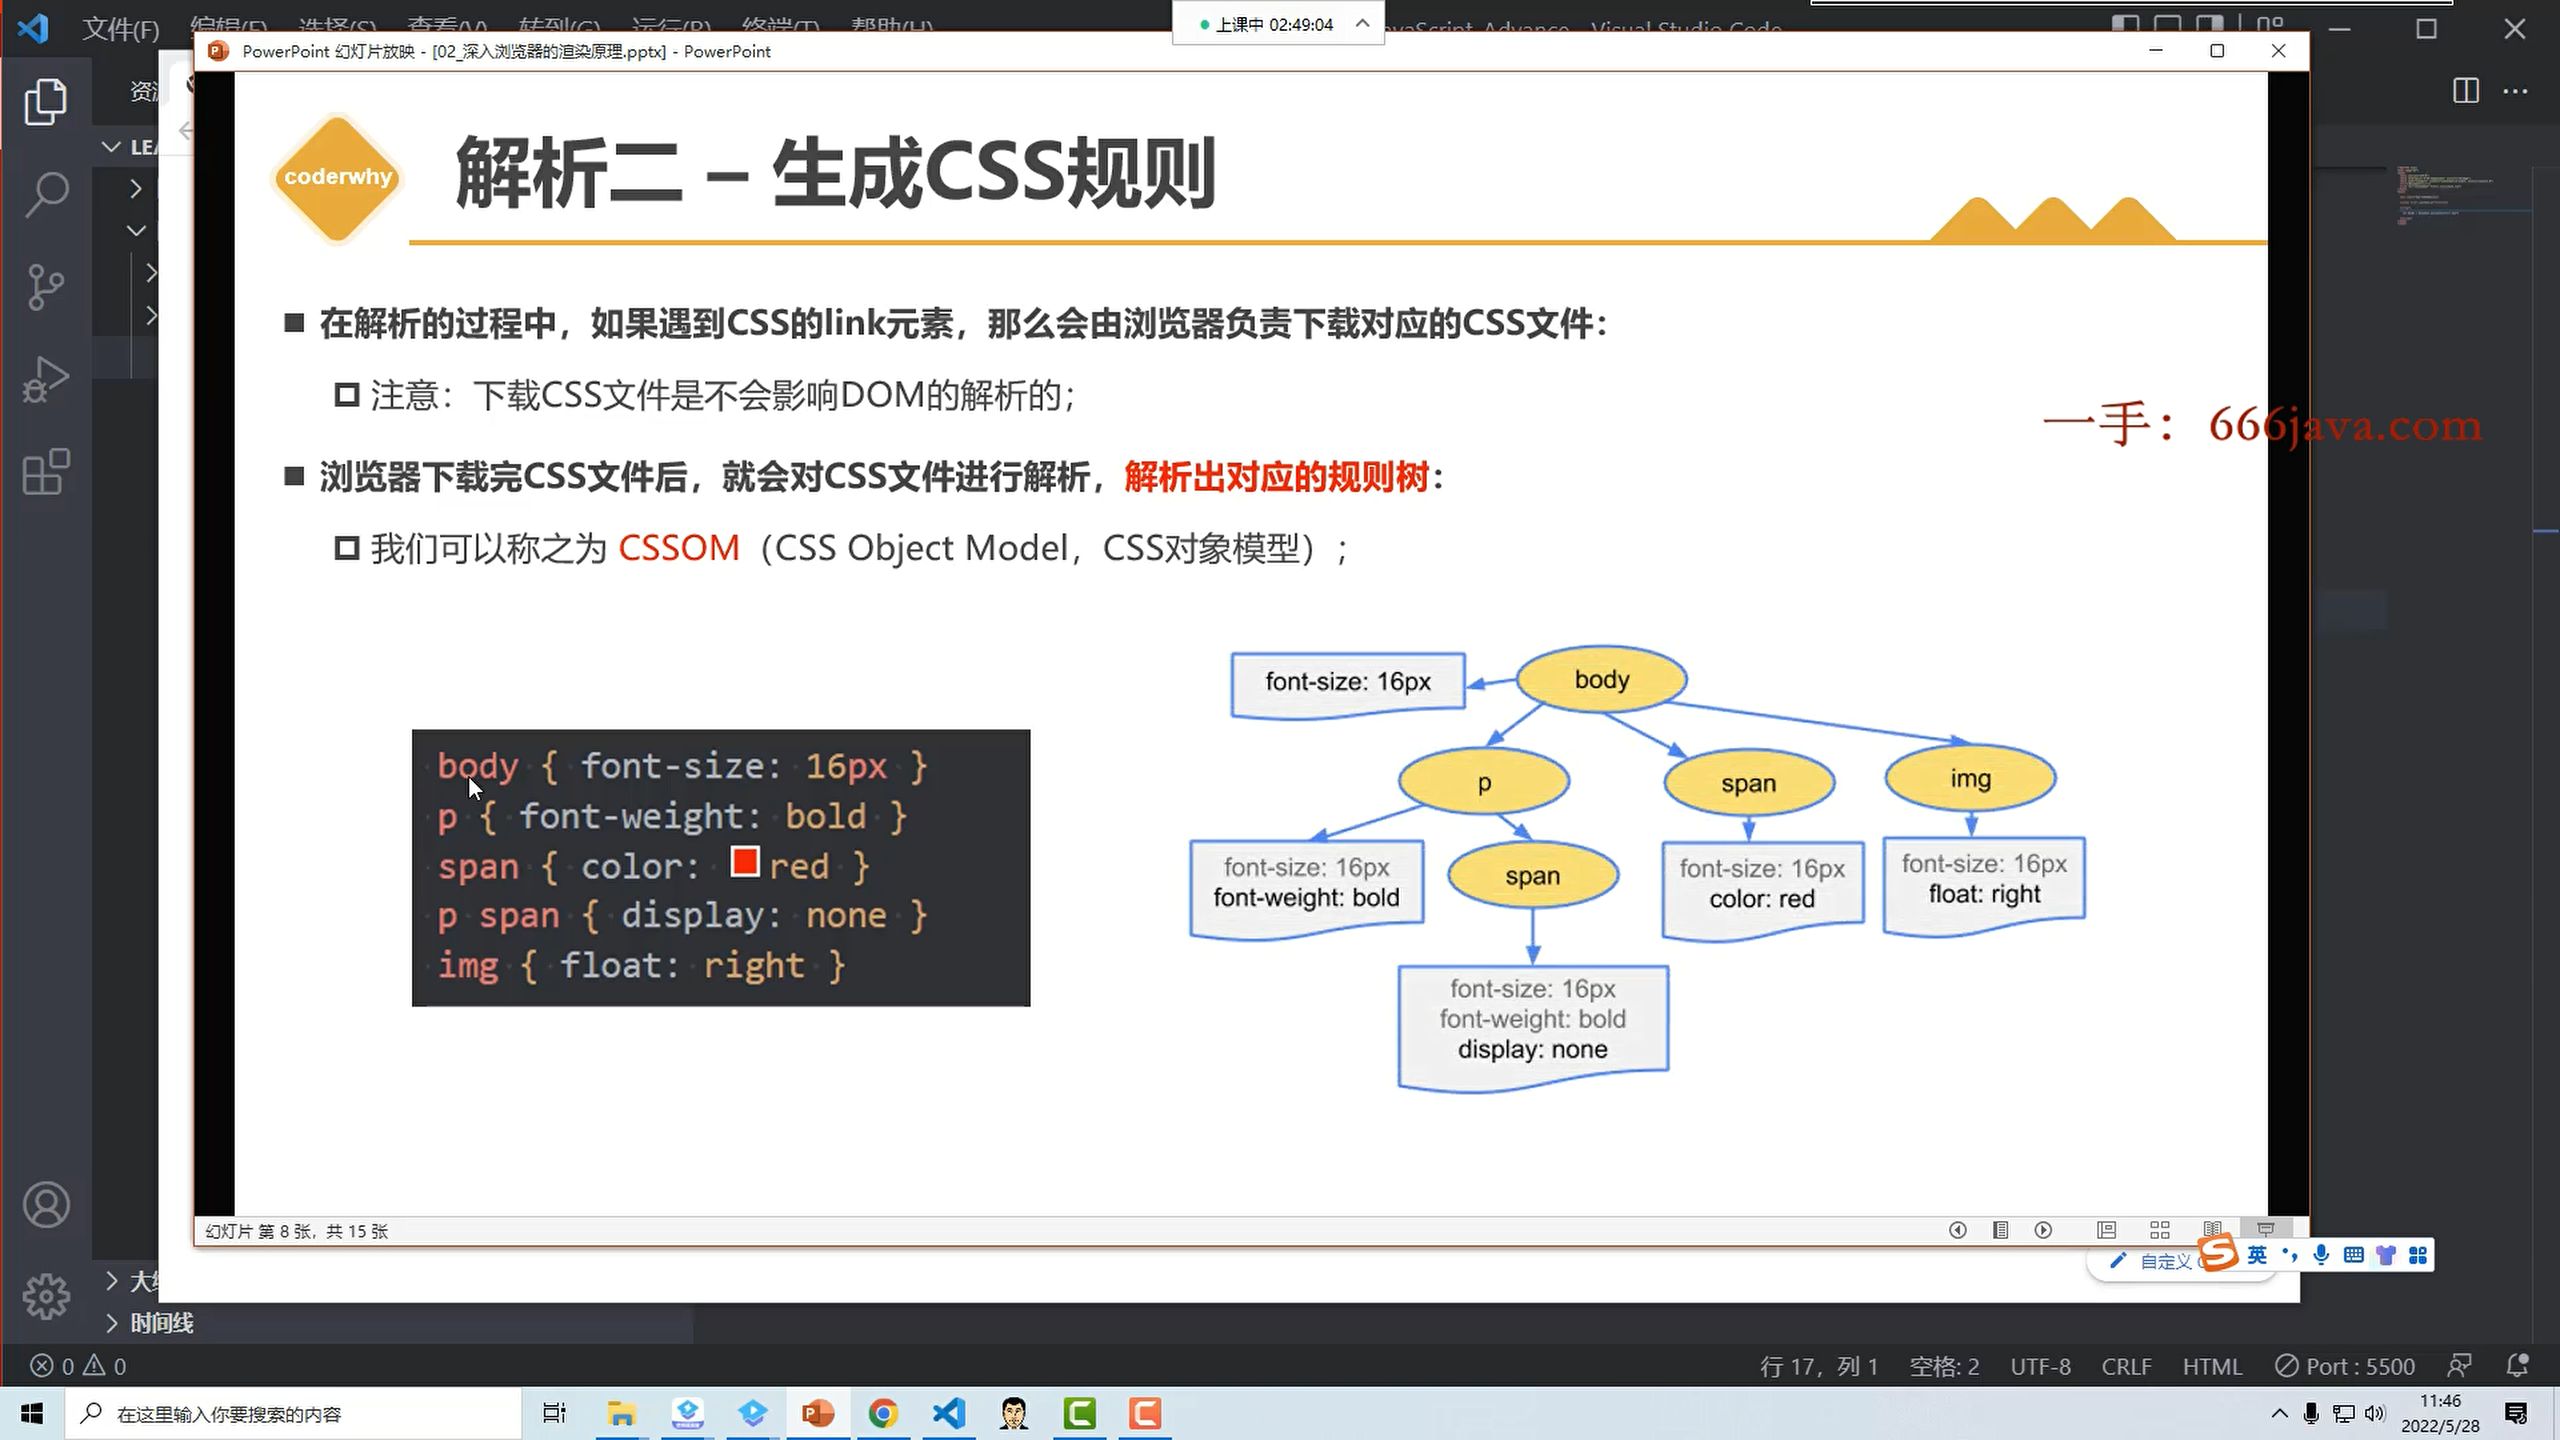 文件(F) 编辑(E) 选择(S) 查看(V) 转到(G) 运行(R) 终端(T) 帮助(H)
上课中 02:49:04
JavaScript-Advance - Visual Studio Code
PowerPoint 幻灯片放映 - [02_深入浏览器的渲染原理.pptx] - PowerPoint
LEA
coderwhy
解析二 – 生成CSS规则
在解析的过程中，如果遇到CSS的link元素，那么会由浏览器负责下载对应的CSS文件：
注意：下载CSS文件是不会影响DOM的解析的；
一手：666java.com
浏览器下载完CSS文件后，就会对CSS文件进行解析，解析出对应的规则树：
我们可以称之为 CSSOM（CSS Object Model，CSS对象模型）；
body { font-size: 16px }
p { font-weight: bold }
span { color: red }
p span { display: none }
img { float: right }
font-size: 16px
body
p
span
img
font-size: 16px
font-weight: bold
span
font-size: 16px
color: red
font-size: 16px
float: right
font-size: 16px
font-weight: bold
display: none
幻灯片 第 8 张，共 15 张
自定义
英
时间线
0 0
行 17，列 1 空格: 2 UTF-8 CRLF HTML Port : 5500
在这里输入你要搜索的内容
11:46
2022/5/28